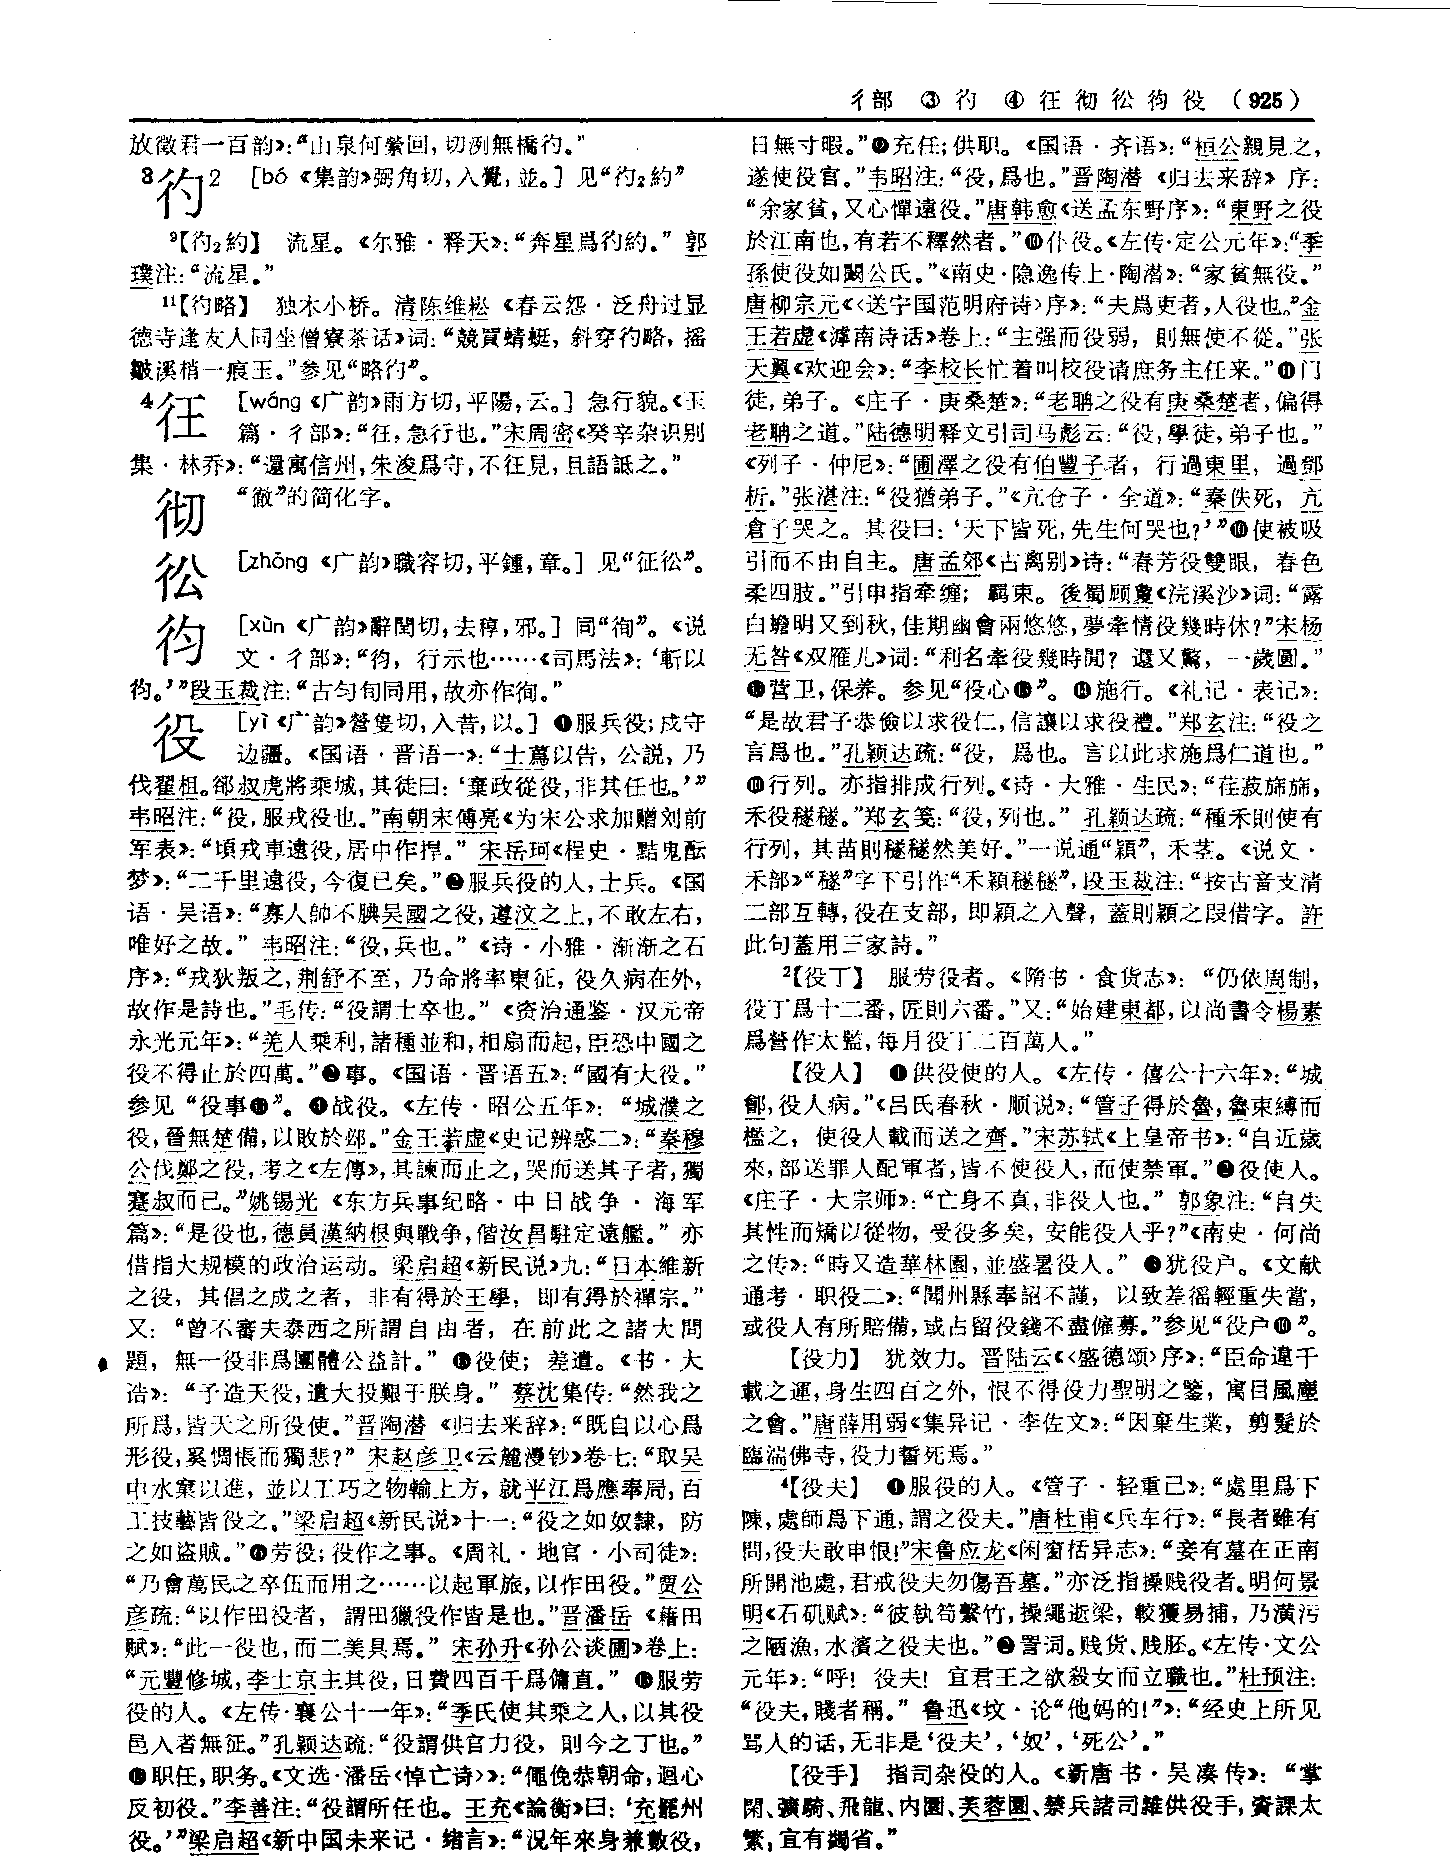 彳部 ③彴 ④彺彻彸徇役（925）
放徵君一百韵》：“山泉何縈回，切冽無橋彴。”
3彴2 [bó《集韵》弼角切，入覺，並。] 见“彴2約”
9【彴2約】 流星。《尔雅·释天》：“奔星爲彴約。”郭
璞注：“流星。”
11【彴略】 独木小桥。清陈维崧《春云怨·泛舟过显
德寺逢友人同坐僧寮茶话》词：“競買蜻蜓，斜穿彴略，摇
皺溪梢一痕玉。”参见“略彴”。
4彺 [wáng《广韵》雨方切，平陽，云。] 急行貌。《玉
篇·彳部》：“彺，急行也。”宋周密《癸辛杂识别
集·林乔》：“還寓信州，朱浚爲守，不彺見，且語詆之。”
彻 “徹”的简化字。
彸 [zhōng《广韵》職容切，平鍾，章。] 见“征彸”。
[xùn《广韵》辭閏切，去稕，邪。] 同“徇”。《说
文·彳部》：“㣬，行示也……《司馬法》：‘斬以
㣬。’”段玉裁注：“古匀旬同用，故亦作徇。”
役 [yì《广韵》營隻切，入昔，以。] ❶服兵役；戍守
边疆。《国语·晋语一》：“士蔿以告，公説，乃
伐翟柤。郤叔虎將乘城，其徒曰：‘棄政從役，非其任也。’”
韦昭注：“役，服戎役也。”南朝宋傅亮《为宋公求加赠刘前
军表》：“頃戎車遠役，居中作捍。”宋岳珂《桯史·黠鬼酝
梦》：“二千里遠役，今復已矣。”❷服兵役的人，士兵。《国
语·吴语》：“寡人帥不腆吴國之役，遵汶之上，不敢左右，
唯好之故。”韦昭注：“役，兵也。”《诗·小雅·渐渐之石
序》：“戎狄叛之，荆舒不至，乃命將率東征，役久病在外，
故作是詩也。”毛传：“役謂士卒也。”《资治通鉴·汉元帝
永光元年》：“羌人乘利，諸種並和，相扇而起，臣恐中國之
役不得止於四萬。”❸事。《国语·晋语五》：“國有大役。”
参见“役事❶”。❹战役。《左传·昭公五年》：“城濮之
役，晉無楚備，以敗於邲。”金王若虚《史记辨惑二》：“秦穆
公伐鄭之役，考之《左傳》，其諫而止之，哭而送其子者，獨
蹇叔而已。”姚锡光《东方兵事纪略·中日战争·海军
篇》：“是役也，德員漢納根與戰争，偕汝昌駐定遠艦。”亦
借指大规模的政治运动。梁启超《新民说》九：“日本維新
之役，其倡之成之者，非有得於王學，即有得於禪宗。”
又：“曾不審夫泰西之所謂自由者，在前此之諸大問
題，無一役非爲團體公益計。”❺役使；差遣。《书·大
诰》：“予造天役，遺大投艱于朕身。”蔡沈集传：“然我之
所爲，皆天之所役使。”晋陶潜《归去来辞》：“既自以心爲
形役，奚惆悵而獨悲？”宋赵彦卫《云麓漫钞》卷七：“取吴
中水窠以進，並以工巧之物輸上方，就平江爲應奉局，百
工技藝皆役之。”梁启超《新民说》十一：“役之如奴隸，防
之如盗賊。”❻劳役；役作之事。《周礼·地官·小司徒》：
“乃會萬民之卒伍而用之……以起軍旅，以作田役。”贾公
彦疏：“以作田役者，謂田獵役作皆是也。”晋潘岳《藉田
赋》：“此一役也，而二美具焉。”宋孙升《孙公谈圃》卷上：
“元豐修城，李士京主其役，日費四百千爲傭直。”❼服劳
役的人。《左传·襄公十一年》：“季氏使其乘之人，以其役
邑入者無征。”孔颖达疏：“役謂供官力役，則今之丁也。”
❽职任，职务。《文选·潘岳〈悼亡诗〉》：“僶俛恭朝命，迴心
反初役。”李善注：“役謂所任也。王充《論衡》曰：‘充罷州
役。’”梁启超《新中国未来记·绪言》：“況年來身兼數役，
日無寸暇。”❾充任；供职。《国语·齐语》：“桓公親見之，
遂使役官。”韦昭注：“役，爲也。”晋陶潜《归去来辞》序：
“余家貧，又心憚遠役。”唐韩愈《送孟东野序》：“東野之役
於江南也，有若不釋然者。”❿仆役。《左传·定公元年》：“季
孫使役如闞公氏。”《南史·隐逸传上·陶潜》：“家貧無役。”
唐柳宗元《〈送宁国范明府诗〉序》：“夫爲吏者，人役也。”金
王若虚《滹南诗话》卷上：“主强而役弱，則無使不從。”张
天翼《欢迎会》：“李校长忙着叫校役请庶务主任来。”⓫门
徒，弟子。《庄子·庚桑楚》：“老聃之役有庚桑楚者，偏得
老聃之道。”陆德明释文引司马彪云：“役，學徒，弟子也。”
《列子·仲尼》：“圃澤之役有伯豐子者，行過東里，遇鄧
析。”张湛注：“役猶弟子。”《亢仓子·全道》：“秦佚死，亢
倉子哭之。其役曰：‘天下皆死，先生何哭也？’”⓬使被吸
引而不由自主。唐孟郊《古离别》诗：“春芳役雙眼，春色
柔四肢。”引申指牵缠；羁束。後蜀顾敻《浣溪沙》词：“露
白蟾明又到秋，佳期幽會兩悠悠，夢牽情役幾時休？”宋杨
无咎《双雁儿》词：“利名牽役幾時閒？還又驚，一歲圓。”
⓭营卫，保养。参见“役心❸”。⓮施行。《礼记·表记》：
“是故君子恭儉以求役仁，信讓以求役禮。”郑玄注：“役之
言爲也。”孔颖达疏：“役，爲也。言以此求施爲仁道也。”
⓯行列。亦指排成行列。《诗·大雅·生民》：“荏菽旆旆，
禾役穟穟。”郑玄笺：“役，列也。”孔颖达疏：“種禾則使有
行列，其苗則穟穟然美好。”一说通“穎”，禾茎。《说文·
禾部》“穟”字下引作“禾穎穟穟”，段玉裁注：“按古音支清
二部互轉，役在支部，即穎之入聲，蓋則穎之叚借字。許
此句蓋用三家詩。”
2【役丁】 服劳役者。《隋书·食货志》：“仍依周制，
役丁爲十二番，匠則六番。”又：“始建東都，以尚書令楊素
爲營作大監，每月役丁二百萬人。”
【役人】 ❶供役使的人。《左传·僖公十六年》：“城
鄫，役人病。”《吕氏春秋·顺说》：“管子得於魯，魯束縛而
檻之，使役人載而送之齊。”宋苏轼《上皇帝书》：“自近歲
來，部送罪人配軍者，皆不使役人，而使禁軍。”❷役使人。
《庄子·大宗师》：“亡身不真，非役人也。”郭象注：“自失
其性而矯以從物，受役多矣，安能役人乎？”《南史·何尚
之传》：“時又造華林園，並盛暑役人。”❸犹役户。《文献
通考·职役二》：“聞州縣奉詔不謹，以致差徭輕重失當，
或役人有所賠備，或占留役錢不盡僱募。”参见“役户❶”。
【役力】 犹效力。晋陆云《〈盛德颂〉序》：“臣命違千
載之運，身生四百之外，恨不得役力聖明之鑒，寓目風塵
之會。”唐薛用弱《集异记·李佐文》：“因棄生業，剪髮於
臨湍佛寺，役力誓死焉。”
4【役夫】 ❶服役的人。《管子·轻重己》：“處里爲下
陳，處師爲下通，謂之役夫。”唐杜甫《兵车行》：“長者雖有
問，役夫敢申恨！”宋鲁应龙《闲窗括异志》：“妾有墓在正南
所開池處，君戒役夫勿傷吾墓。”亦泛指操贱役者。明何景
明《石矶赋》：“彼執笱繫竹，操繩逝梁，較獲易捕，乃潢污
之陋漁，水濱之役夫也。”❷詈词。贱货、贱胚。《左传·文公
元年》：“呼！役夫！宜君王之欲殺女而立職也。”杜预注：
“役夫，賤者稱。”鲁迅《坟·论“他妈的！”》：“经史上所见
骂人的话，无非是‘役夫’，‘奴’，‘死公’。”
【役手】 指司杂役的人。《新唐书·吴凑传》：“掌
閑、彍騎、飛龍、内園、芙蓉園、禁兵諸司雜供役手，資課太
繁，宜有蠲省。”